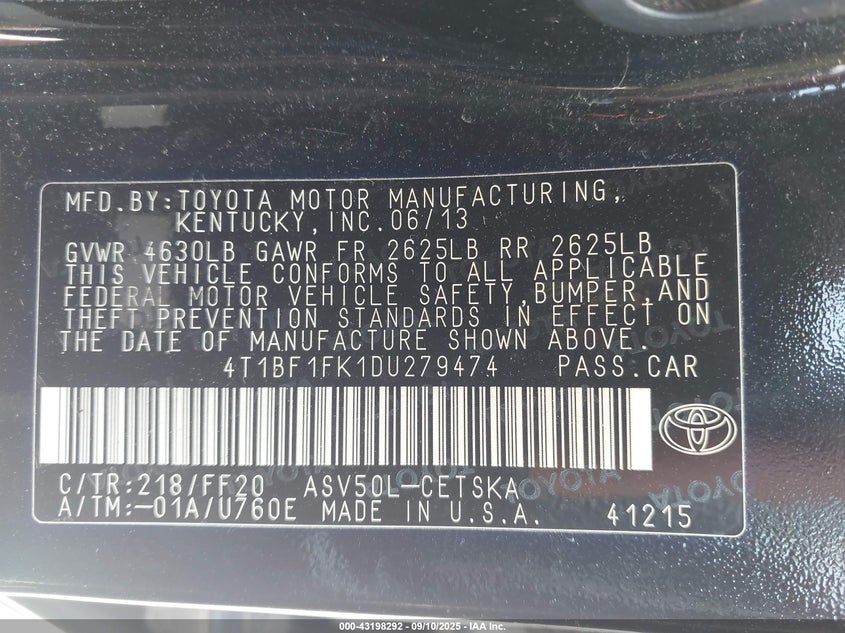 MFD.BY:TOYOTA MOTOR MANUFACTURING,
KENTUCKY,INC.06/13
GVWR 4630LB GAWR FR 2625LB RR 2625LB
THIS VEHICLE CONFORMS TO ALL APPLICABLE
FEDERAL MOTOR VEHICLE SAFETY,BUMPER,AND
THEFT PREVENTION STANDARDS IN EFFECT ON
THE DATE OF MANUFACTURE SHOWN ABOVE
4T1BF1FK1DU279474 PASS.CAR
C/TR:218/FF20 ASV50L-CETSKA
A/TM:-01A/U760E MADE IN U.S.A. 41215
TOYOTA
000-43198292 - 09/10/2025 - IAA Inc.